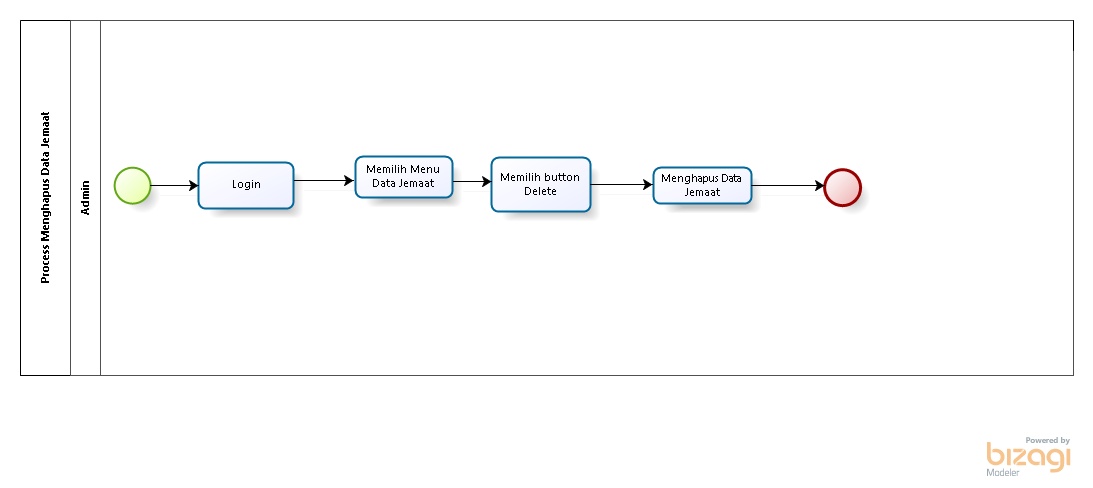 Process Menghapus Data Jemaat
Admin
Login
Memilih Menu
Data Jemaat
Memilih button
Delete
Menghapus Data
Jemaat
Powered by
bizagi
Modeler